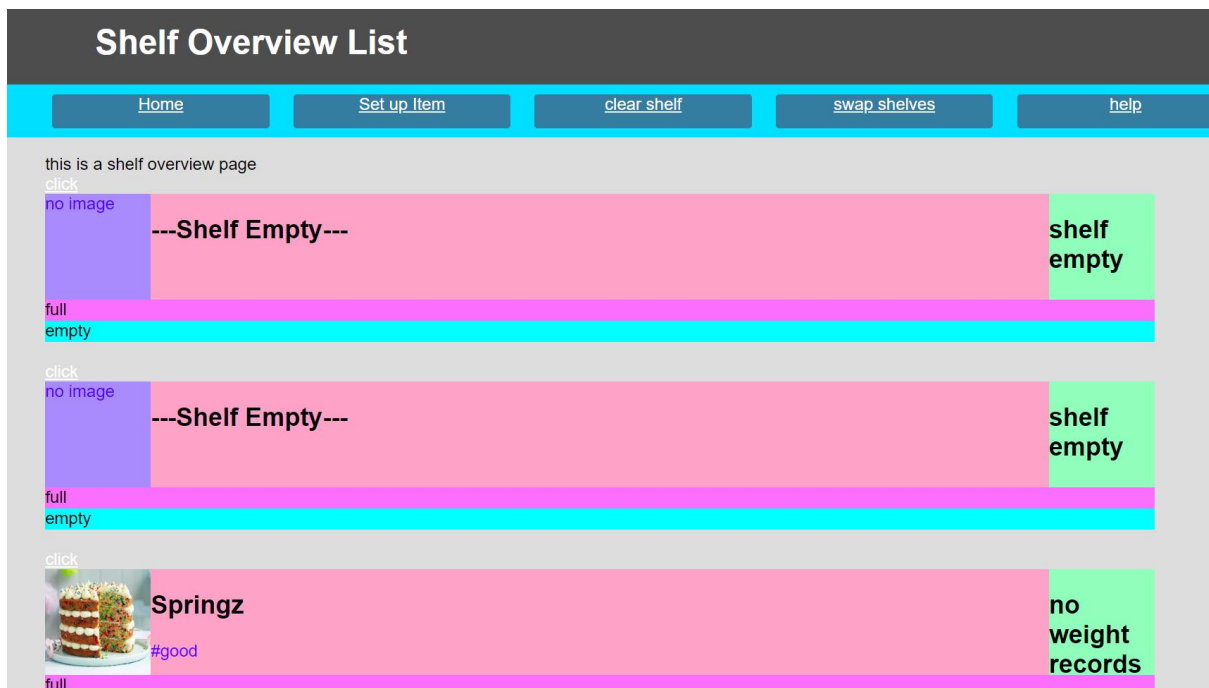 Shelf Overview List
Home Set up Item clear shelf swap shelves help
this is a shelf overview page
click
no image
---Shelf Empty---
shelf
empty
full
empty
click
no image
---Shelf Empty---
shelf
empty
full
empty
click
Springz
#good
no
weight
records
full